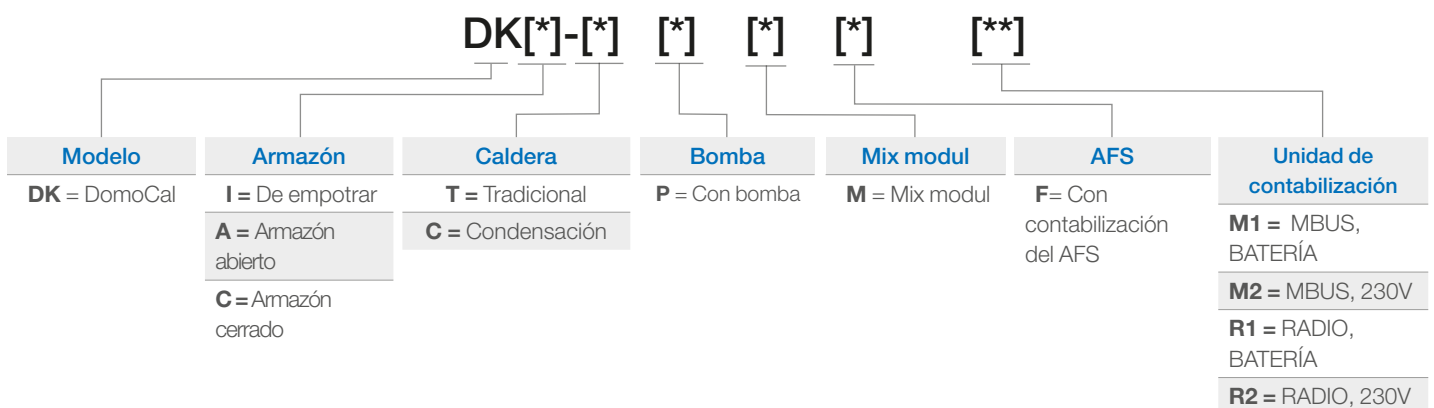 DK[*]-[*] [*] [*] [*] [**]
Modelo
DK = DomoCal
Armazón
I = De empotrar
A = Armazón
abierto
C = Armazón
cerrado
Caldera
T = Tradicional
C = Condensación
Bomba
P = Con bomba
Mix modul
M = Mix modul
AFS
F= Con
contabilización
del AFS
Unidad de
contabilización
M1 = MBUS,
BATERÍA
M2 = MBUS, 230V
R1 = RADIO,
BATERÍA
R2 = RADIO, 230V